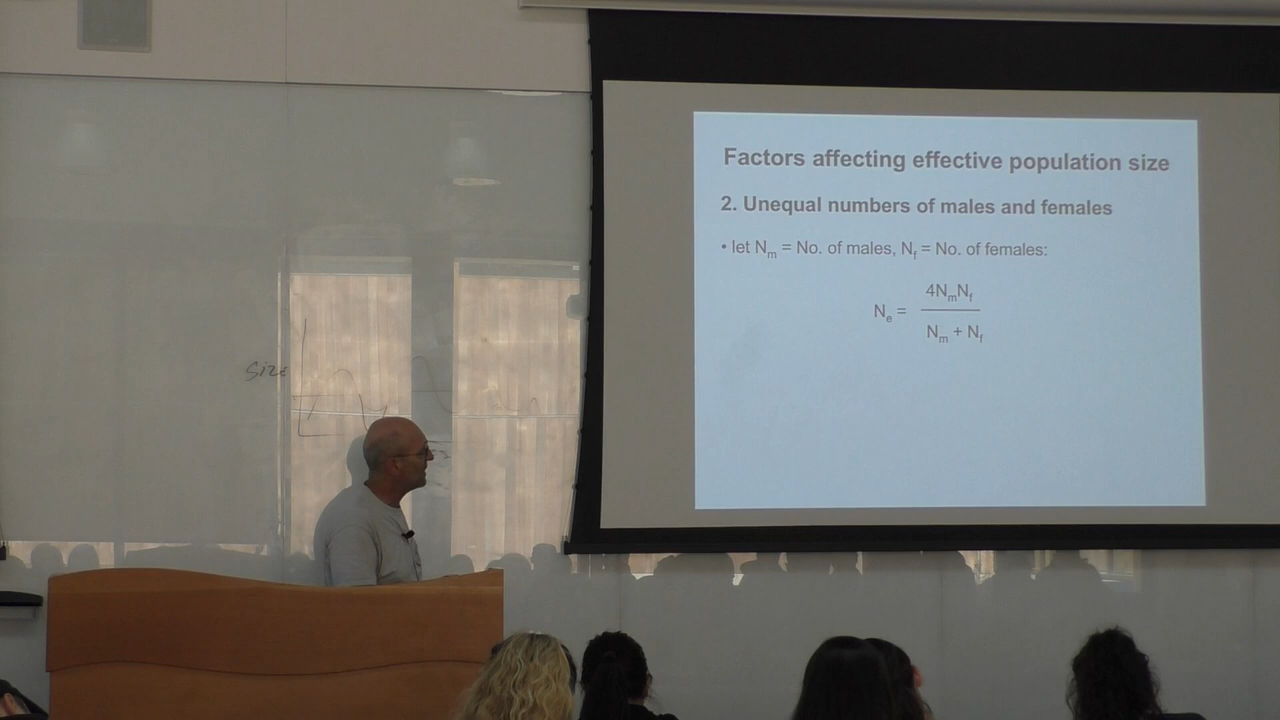 Factors affecting effective population size
2. Unequal numbers of males and females
• let Nm = No. of males, Nf = No. of females:
Ne = 4NmNf / Nm + Nf
size